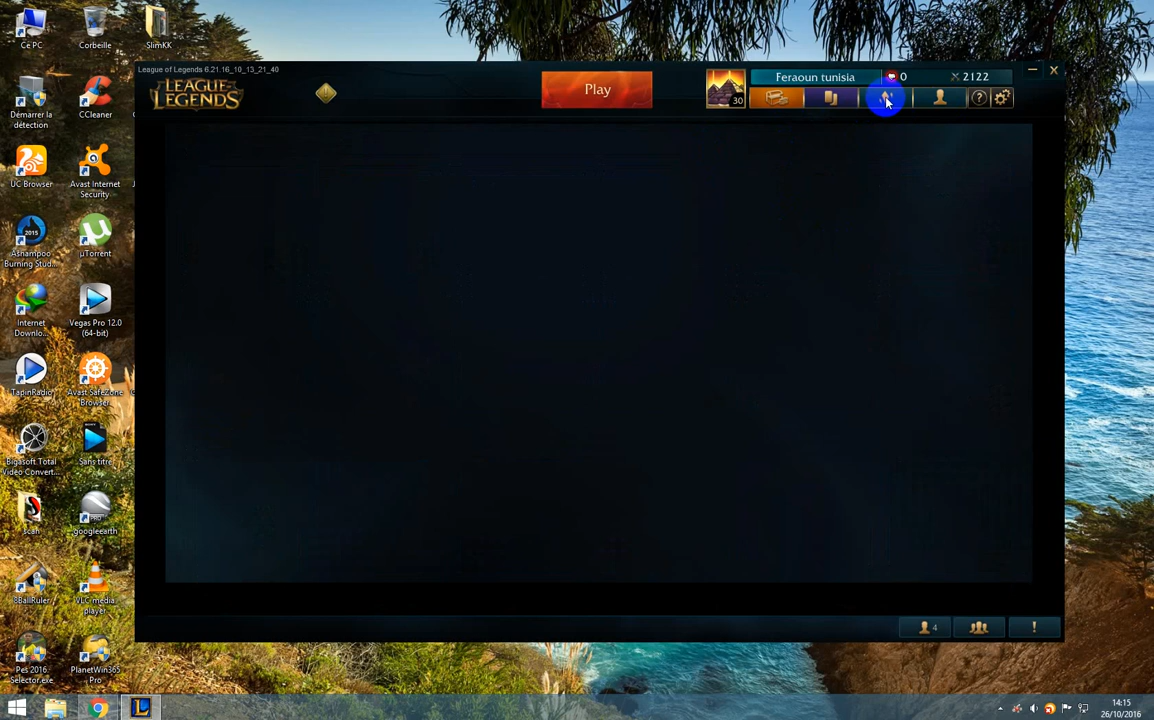 Ce PC
Corbeille
SlimKK
Démarrer la
détection
CCleaner
UC Browser
Avast Internet
Security
Ashampoo
Burning Stud...
µTorrent
Internet
Downlo...
Vegas Pro 12.0
(64-bit)
TapinRadio
Avast SafeZone
Browser
Bigasoft Total
Video Convert...
Sans titre
scan
googleearth
8BallRuler
VLC media
player
Pes 2016
Selector.exe
PlanetWin365
Pro
League of Legends 6.21.16_10_13_21_40
LEAGUE
OF
LEGENDS
Play
30
Feraoun tunisia
0
2122
?
4
!
14:15
26/10/2016